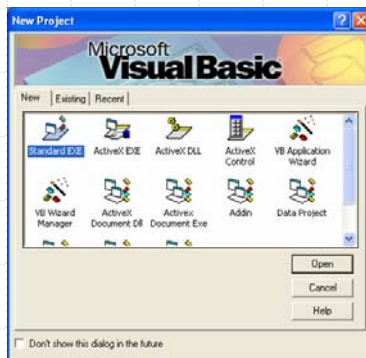 New Project
Microsoft
Visual Basic
New Existing Recent
Standard EXE ActiveX EXE ActiveX DLL ActiveX Control VB Application Wizard
VB Wizard Manager ActiveX Document Dll Activex Document Exe Addin Data Project
Open
Cancel
Help
Don't show this dialog in the future